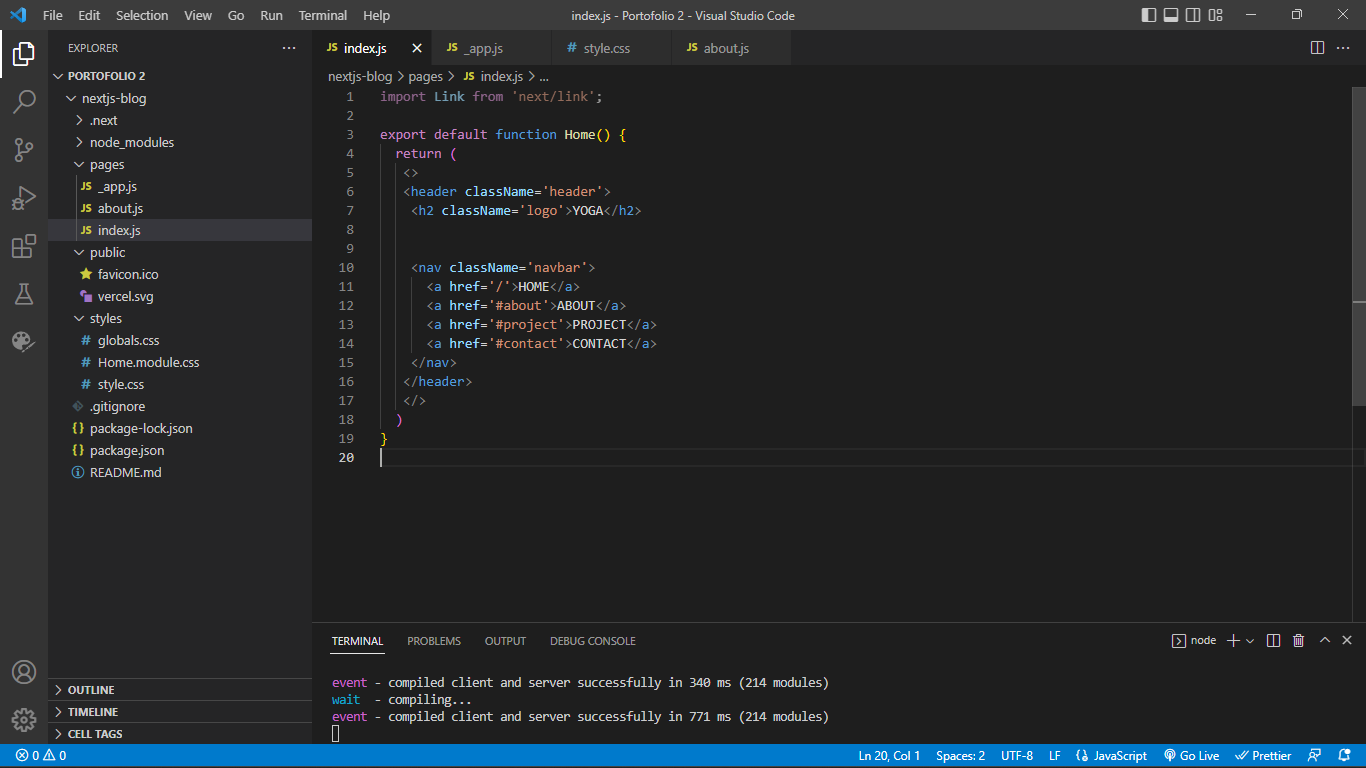 File Edit Selection View Go Run Terminal Help index.js - Portofolio 2 - Visual Studio Code
EXPLORER
PORTOFOLIO 2
nextjs-blog
.next
node_modules
pages
JS _app.js
JS about.js
JS index.js
public
favicon.ico
vercel.svg
styles
# globals.css
# Home.module.css
# style.css
.gitignore
{} package-lock.json
{} package.json
README.md
OUTLINE
TIMELINE
CELL TAGS
JS index.js JS _app.js # style.css JS about.js
nextjs-blog > pages > JS index.js > ...
1 import Link from 'next/link';
2
3 export default function Home() {
4 return (
5 <>
6 <header className='header'>
7 <h2 className='logo'>YOGA</h2>
8
9
10 <nav className='navbar'>
11 <a href='/'>HOME</a>
12 <a href='#about'>ABOUT</a>
13 <a href='#project'>PROJECT</a>
14 <a href='#contact'>CONTACT</a>
15 </nav>
16 </header>
17 </>
18 )
19 }
20
TERMINAL PROBLEMS OUTPUT DEBUG CONSOLE node
event - compiled client and server successfully in 340 ms (214 modules)
wait - compiling...
event - compiled client and server successfully in 771 ms (214 modules)
0 0 Ln 20, Col 1 Spaces: 2 UTF-8 LF {} JavaScript Go Live Prettier